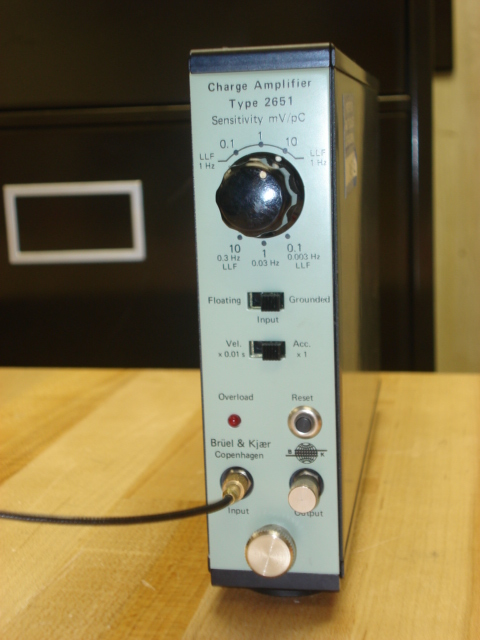 Charge Amplifier
Type 2651
Sensitivity mV/pC
0.1 1 10
LLF
1 Hz
LLF
1 Hz
10 1 0.1
0.3 Hz 0.03 Hz 0.003 Hz
LLF LLF
Floating Grounded
Input
Vel. Acc.
x 0.01 s x 1
Overload Reset
Brüel & Kjær
Copenhagen
B K
Input Output